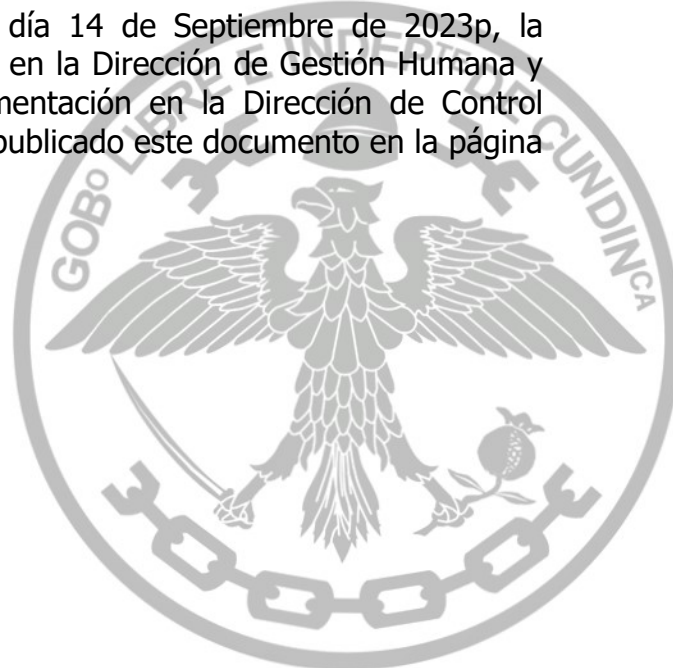 día 14 de Septiembre de 2023p, la
en la Dirección de Gestión Humana y
mentación en la Dirección de Control
publicado este documento en la página
GOBº LIBRE E INDEPTE DE CUNDINCA